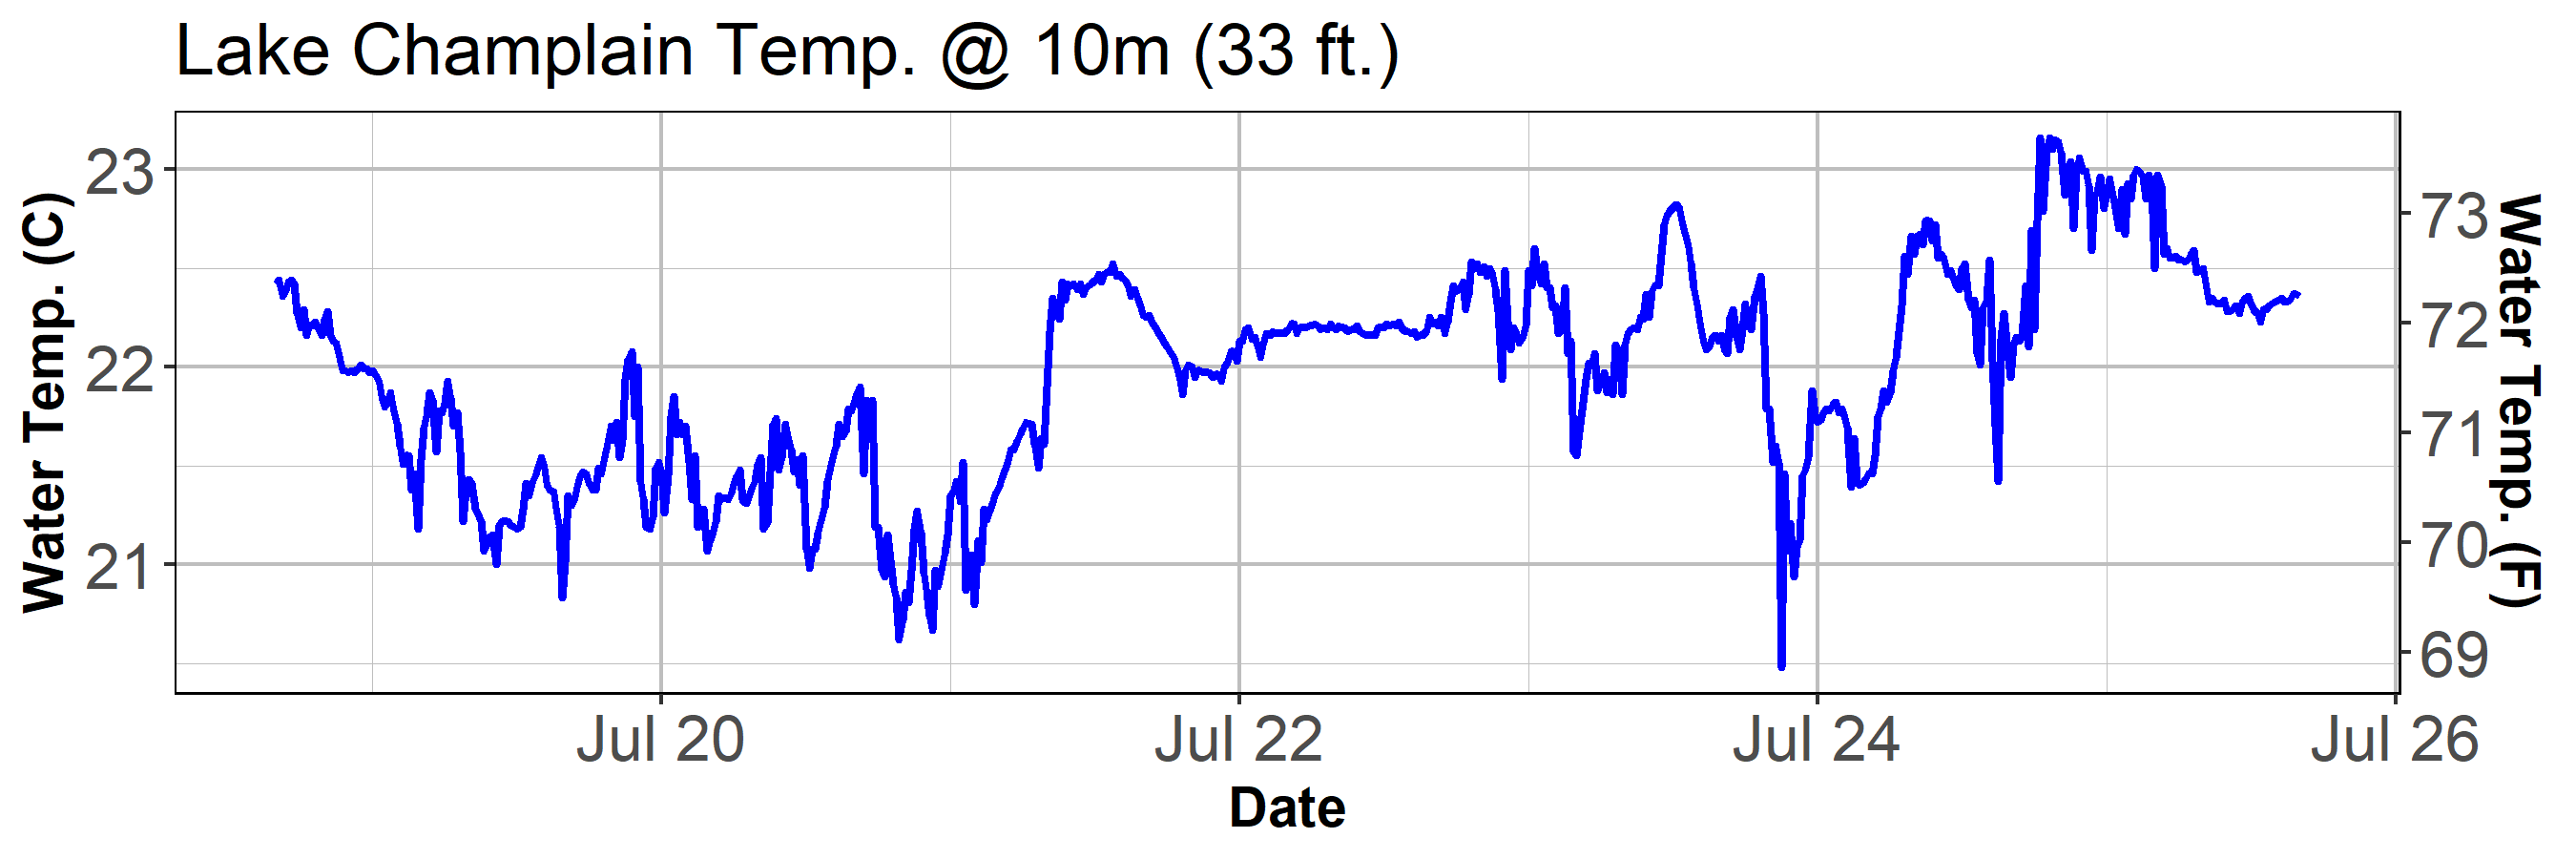 Lake Champlain Temp. @ 10m (33 ft.)
Water Temp. (C)
23
22
21
73
72
71
70
69
Water Temp. (F)
Jul 20
Jul 22
Jul 24
Jul 26
Date